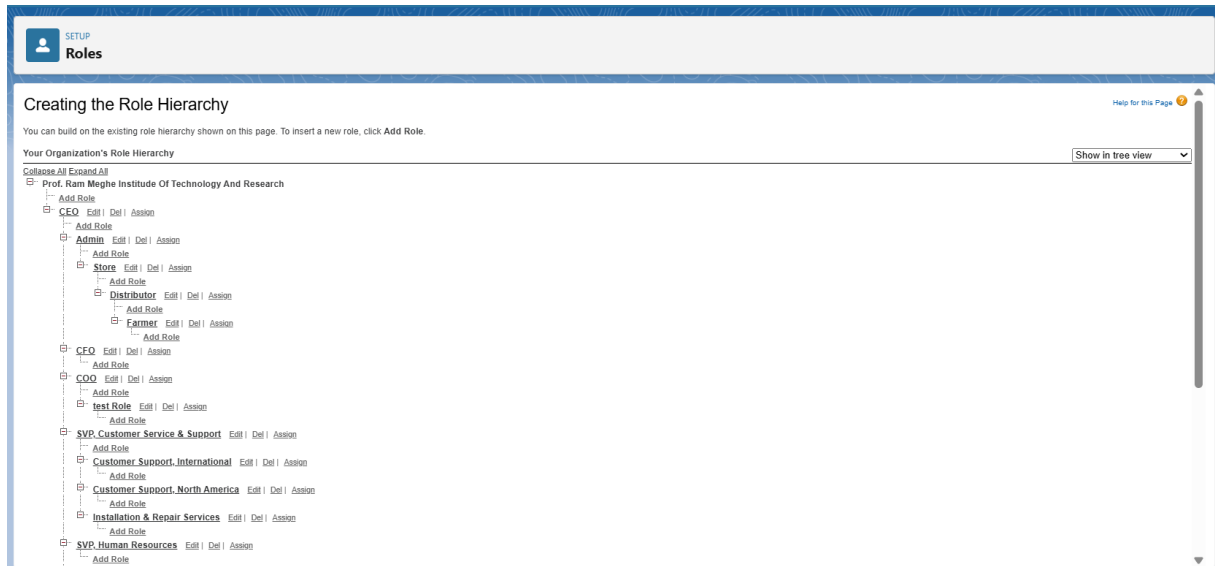 SETUP
Roles
Creating the Role Hierarchy
Help for this Page ?
You can build on the existing role hierarchy shown on this page. To insert a new role, click Add Role.
Your Organization's Role Hierarchy
Show in tree view
Collapse All Expand All
Prof. Ram Meghe Institude Of Technology And Research
Add Role
CEO Edit | Del | Assign
Add Role
Admin Edit | Del | Assign
Add Role
Store Edit | Del | Assign
Add Role
Distributor Edit | Del | Assign
Add Role
Farmer Edit | Del | Assign
Add Role
CFO Edit | Del | Assign
Add Role
COO Edit | Del | Assign
Add Role
test Role Edit | Del | Assign
Add Role
SVP, Customer Service & Support Edit | Del | Assign
Add Role
Customer Support, International Edit | Del | Assign
Add Role
Customer Support, North America Edit | Del | Assign
Add Role
Installation & Repair Services Edit | Del | Assign
Add Role
SVP, Human Resources Edit | Del | Assign
Add Role